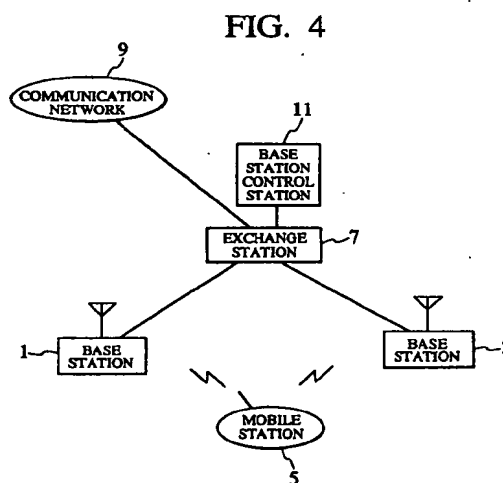 FIG. 4
9
COMMUNICATION
NETWORK
11
BASE
STATION
CONTROL
STATION
EXCHANGE
STATION
7
1
BASE
STATION
BASE
STATION
MOBILE
STATION
5